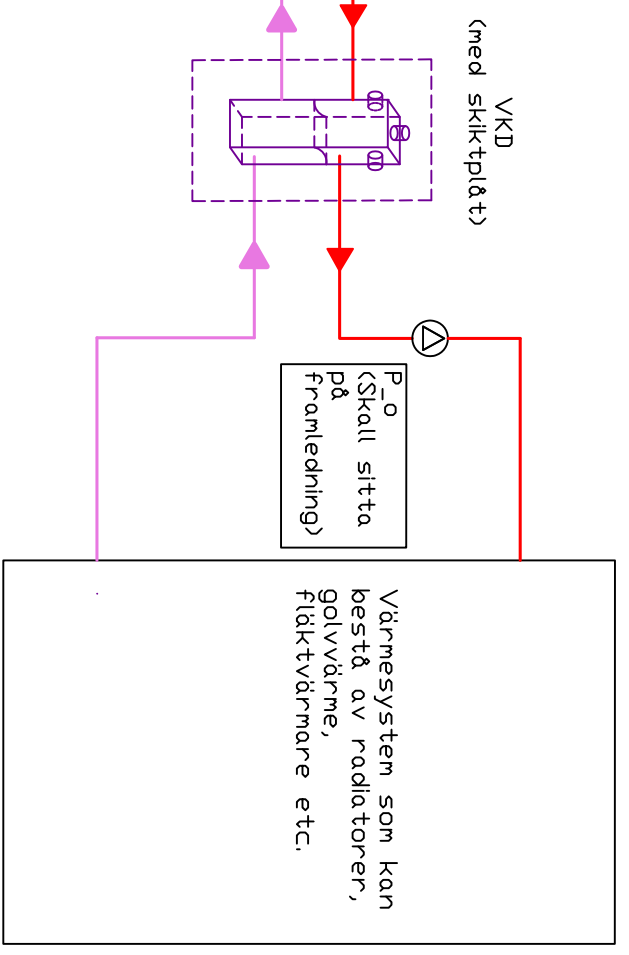 VKD
(med skiktplåt)
P_O
(Skall sitta
på
framledning)
Värmesystem som kan
bestå av radiatorer,
golvvärme,
fläktvärmare etc.